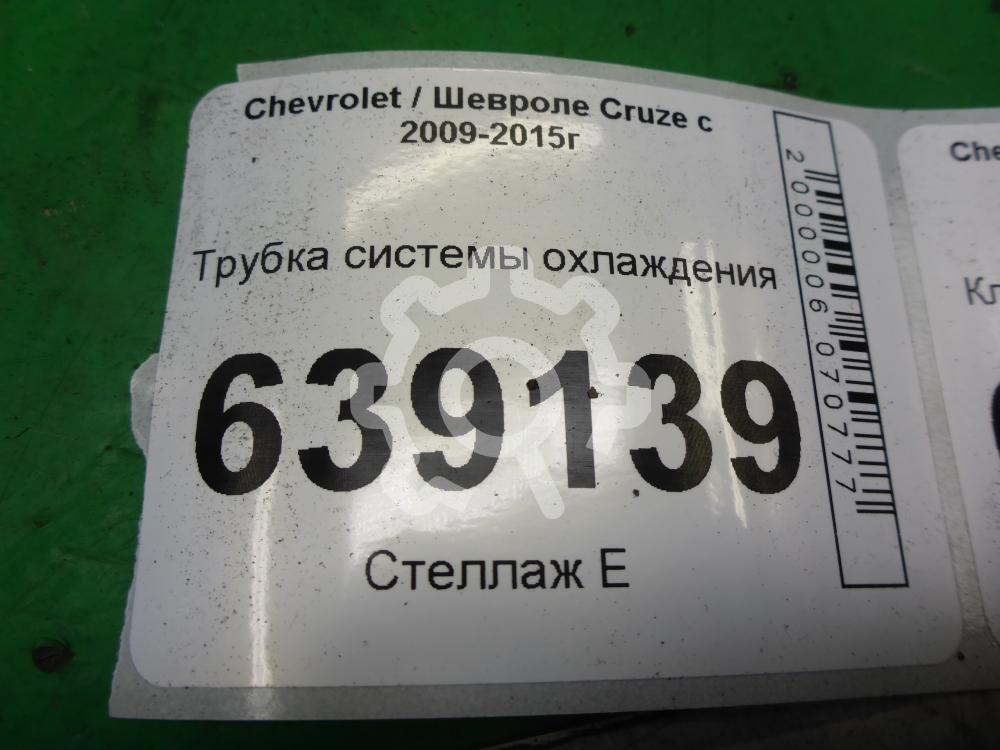 Chevrolet / Шевроле Cruze с
2009-2015г
Трубка системы охлаждения
639139
Стеллаж Е
2000006070777
Che
Кл